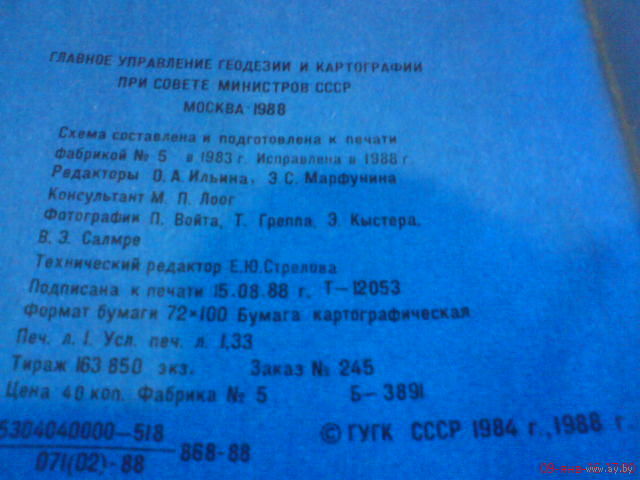 ГЛАВНОЕ УПРАВЛЕНИЕ ГЕОДЕЗИИ И КАРТОГРАФИИ
ПРИ СОВЕТЕ МИНИСТРОВ СССР
МОСКВА · 1988
Схема составлена и подготовлена к печати
Фабрикой № 5 в 1983 г. Исправлена в 1988 г.
Редакторы О. А. Ильина, Э. С. Марфунина
Консультант М. П. Лоог
Фотографии П. Войта, Т. Греппа, Э. Кыстера,
В. Э. Салмре
Технический редактор Е.Ю.Стрелова
Подписана к печати 15.08.88 г. Т—12053
Формат бумаги 72×100 Бумага картографическая
Печ. л. 1. Усл. печ. л. 1,33
Тираж 163 850 экз. Заказ № 245
Цена 40 коп. Фабрика № 5 Б—3891
5304040000—518
071(02)-88
868-88
© ГУГК СССР 1984 г., 1988 г.
www.ay.by